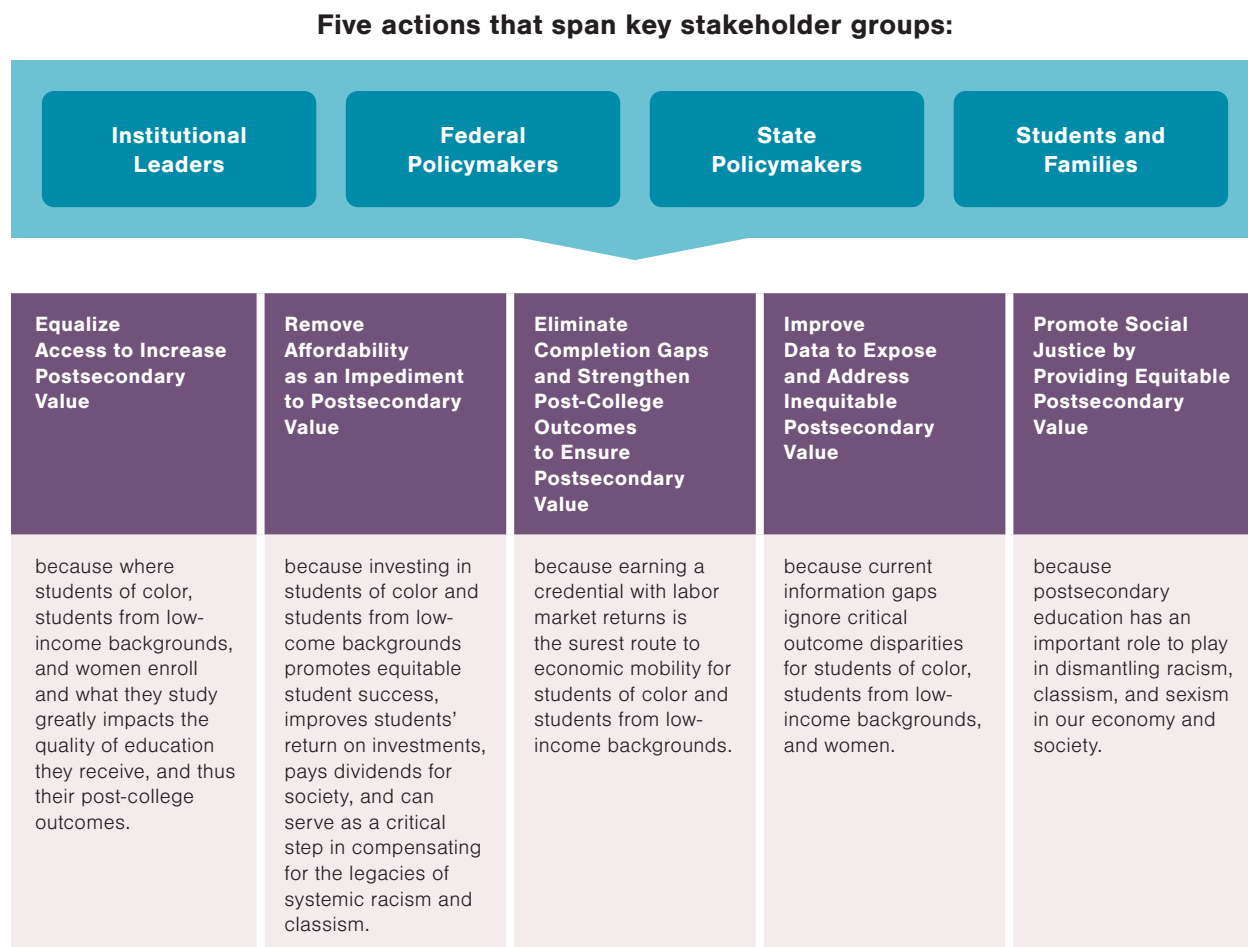 Five actions that span key stakeholder groups:
Institutional
Leaders
Federal
Policymakers
State
Policymakers
Students and
Families
Equalize
Access to Increase
Postsecondary
Value
Remove
Affordability
as an Impediment
to Postsecondary
Value
Eliminate
Completion Gaps
and Strengthen
Post-College
Outcomes
to Ensure
Postsecondary
Value
Improve
Data to Expose
and Address
Inequitable
Postsecondary
Value
Promote Social
Justice by
Providing Equitable
Postsecondary
Value
because where
students of color,
students from low-
income backgrounds,
and women enroll
and what they study
greatly impacts the
quality of education
they receive, and thus
their post-college
outcomes.
because investing in
students of color and
students from low-
come backgrounds
promotes equitable
student success,
improves students’
return on investments,
pays dividends for
society, and can
serve as a critical
step in compensating
for the legacies of
systemic racism and
classism.
because earning a
credential with labor
market returns is
the surest route to
economic mobility for
students of color and
students from low-
income backgrounds.
because current
information gaps
ignore critical
outcome disparities
for students of color,
students from low-
income backgrounds,
and women.
because
postsecondary
education has an
important role to play
in dismantling racism,
classism, and sexism
in our economy and
society.